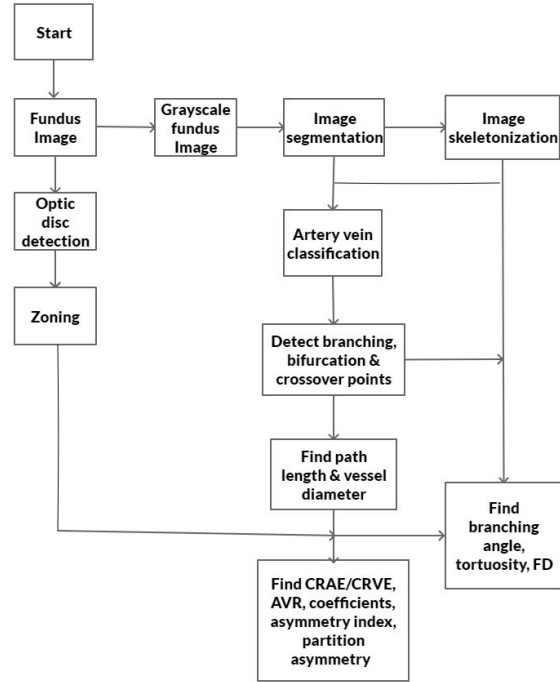 Start
Fundus
Image
Grayscale
fundus
Image
Image
segmentation
Image
skeletonization
Optic
disc
detection
Artery vein
classification
Zoning
Detect branching,
bifurcation &
crossover points
Find path
length & vessel
diameter
Find
branching
angle,
tortuosity, FD
Find CRAE/CRVE,
AVR, coefficients,
asymmetry index,
partition
asymmetry